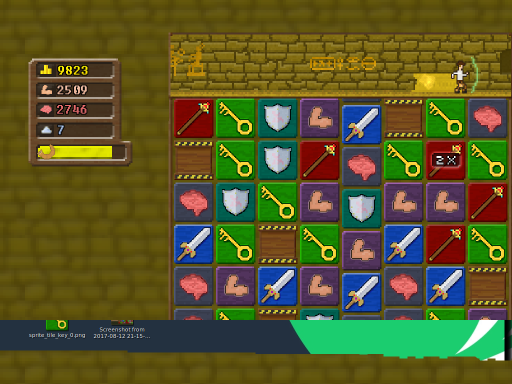 9823
2509
2746
7
2X
sprite_tile_key_0.png
Screenshot from
2017-08-12 21-15-...